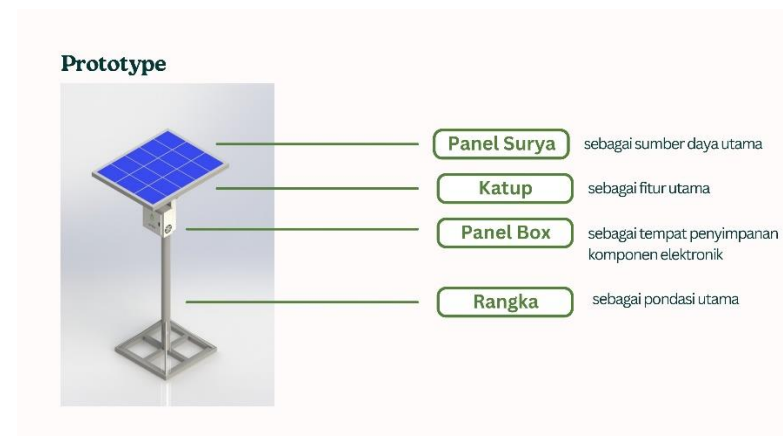 Prototype
Panel Surya
sebagai sumber daya utama
Katup
sebagai fitur utama
Panel Box
sebagai tempat penyimpanan
komponen elektronik
Rangka
sebagai pondasi utama